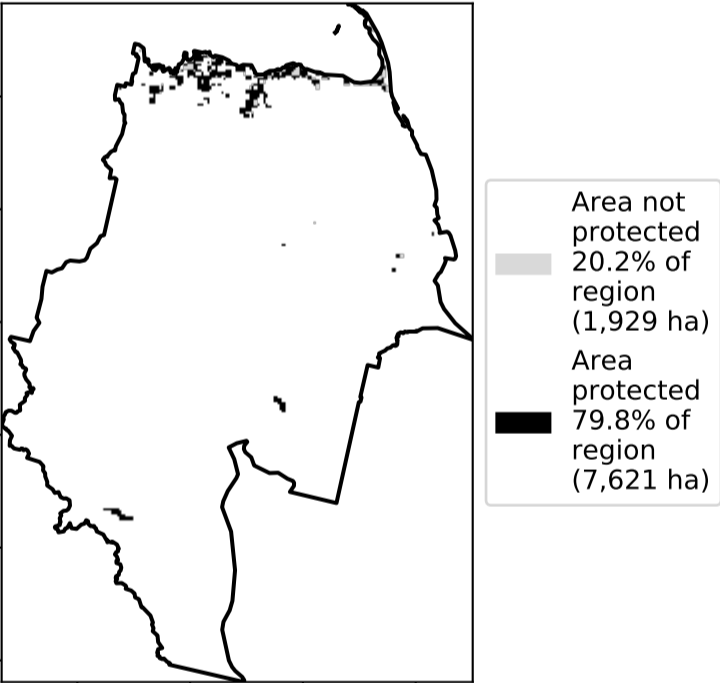 Area not
protected
20.2% of
region
(1,929 ha)
Area
protected
79.8% of
region
(7,621 ha)